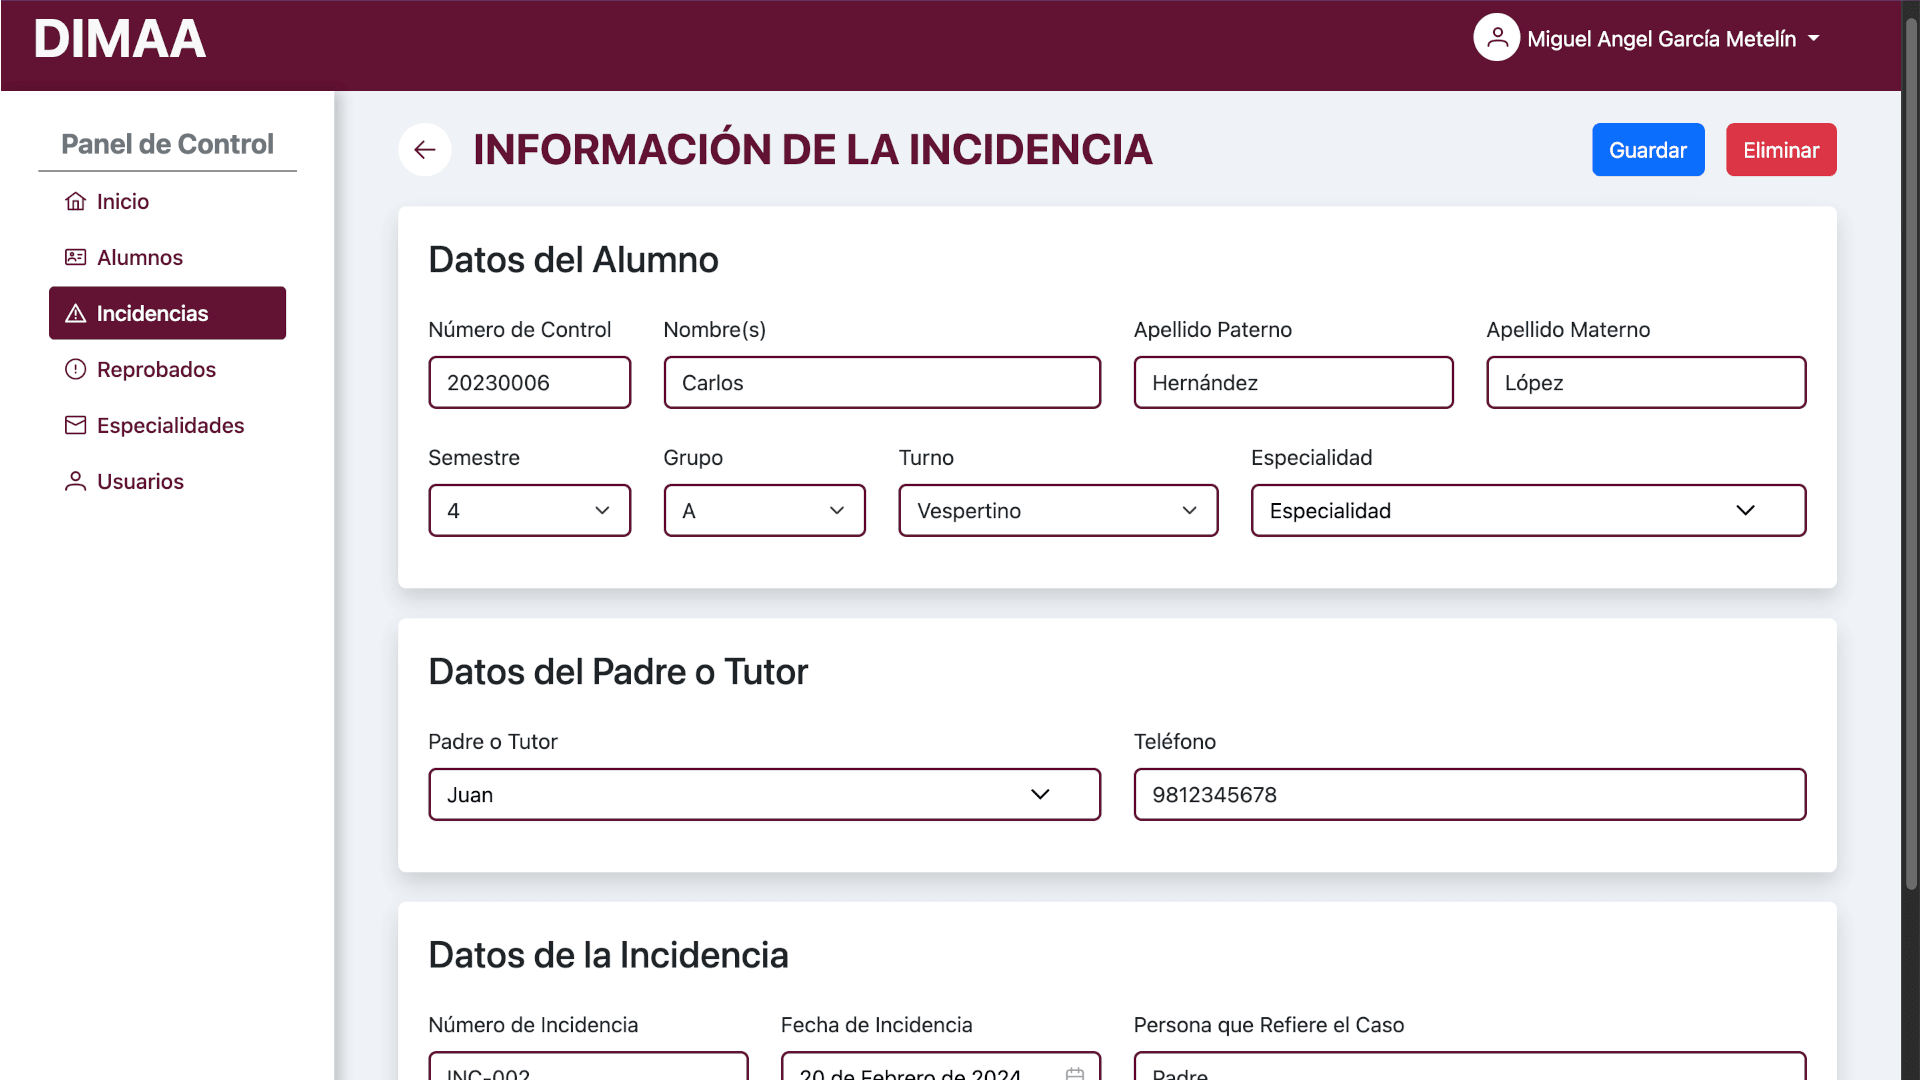 DIMAA
Miguel Angel García Metelín
Panel de Control
Inicio
Alumnos
Incidencias
Reprobados
Especialidades
Usuarios
INFORMACIÓN DE LA INCIDENCIA
Guardar
Eliminar
Datos del Alumno
Número de Control
Nombre(s)
Apellido Paterno
Apellido Materno
20230006
Carlos
Hernández
López
Semestre
Grupo
Turno
Especialidad
4
A
Vespertino
Especialidad
Datos del Padre o Tutor
Padre o Tutor
Teléfono
Juan
9812345678
Datos de la Incidencia
Número de Incidencia
Fecha de Incidencia
Persona que Refiere el Caso
INC-002
20 de Febrero de 2024
Padre